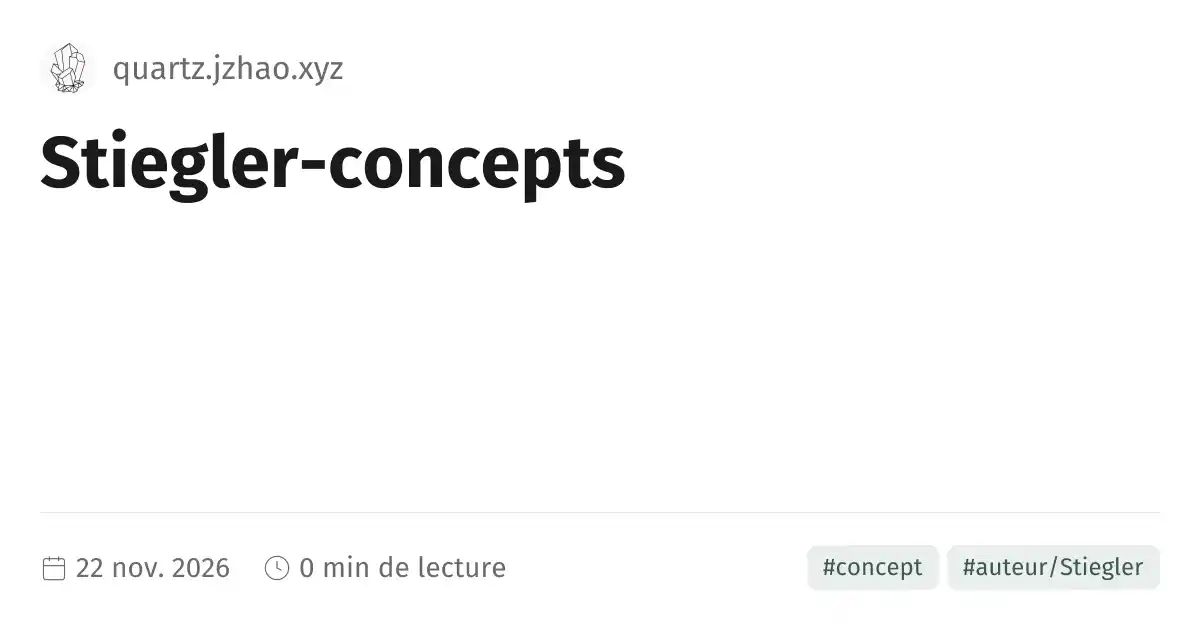 quartz.jzhao.xyz
Stiegler-concepts
22 nov. 2026 0 min de lecture #concept #auteur/Stiegler